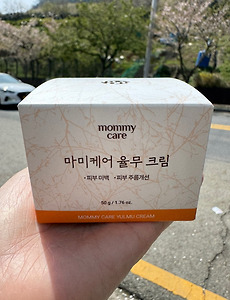 mommy
care
마미케어 율무 크림
•피부 미백 •피부 주름개선
50 g / 1.76 oz.
MOMMY CARE YULMU CREAM